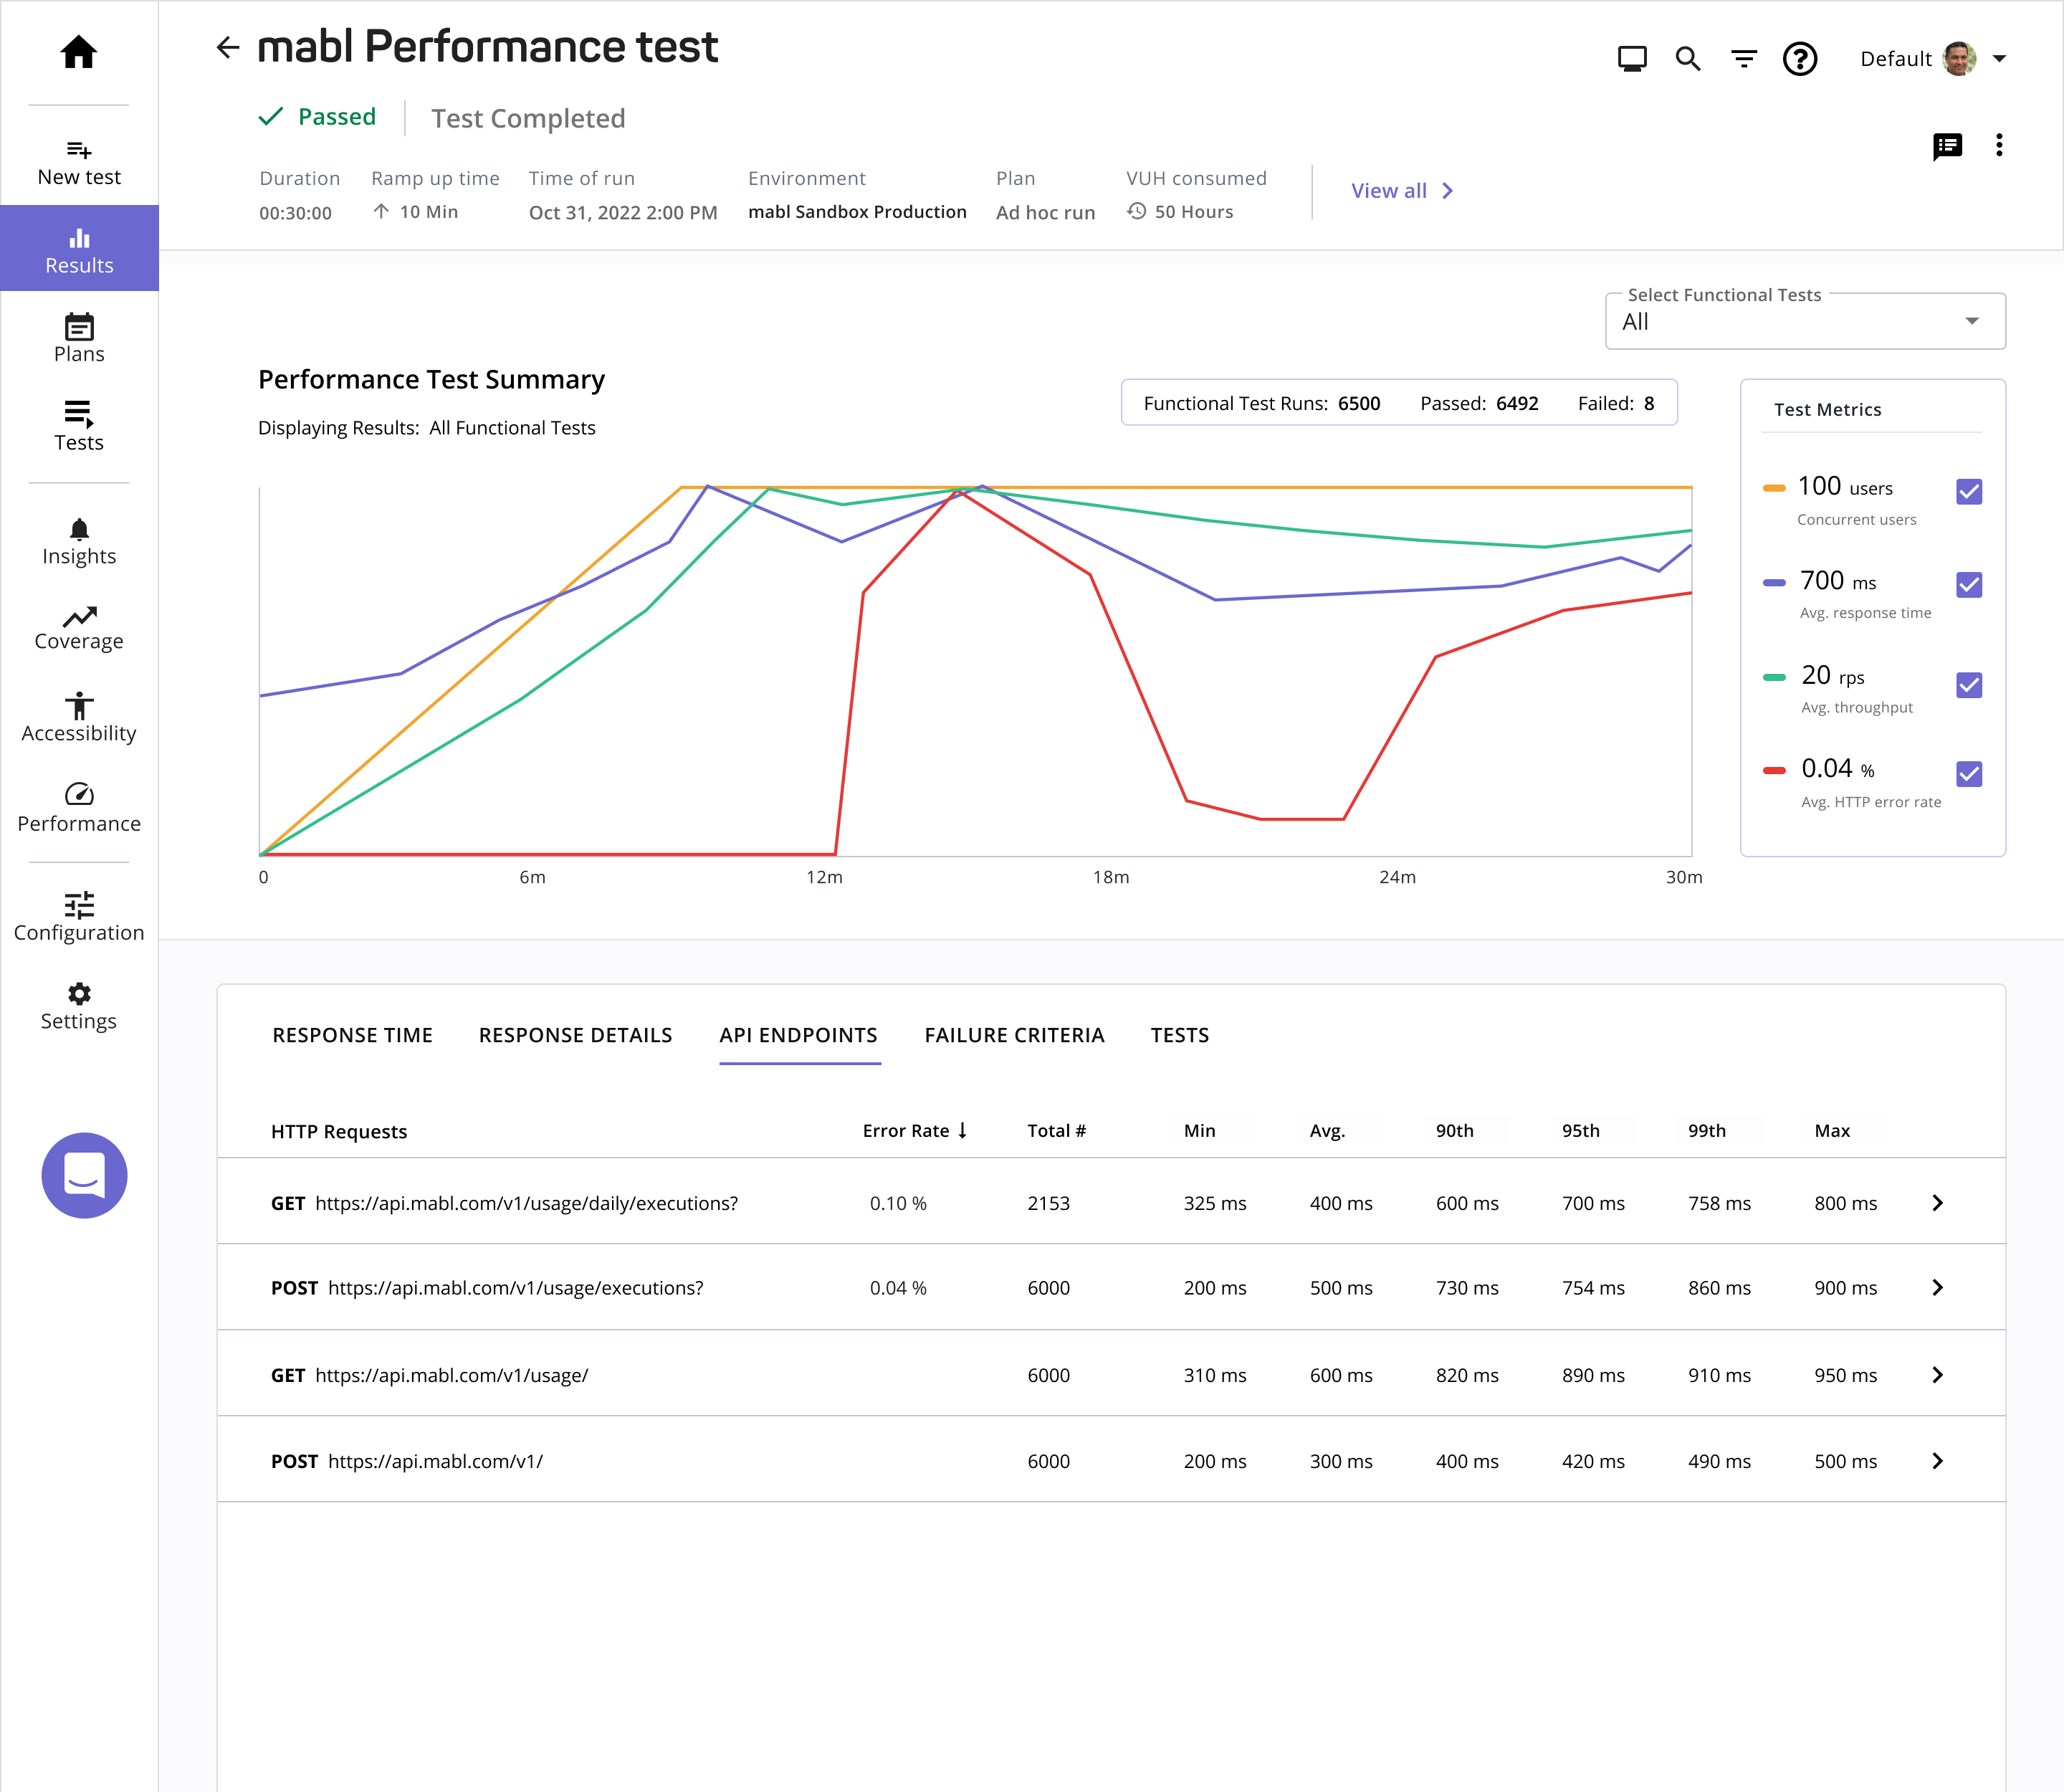 mabl Performance test
Default
Passed
Test Completed
Duration
Ramp up time
Time of run
Environment
Plan
VUH consumed
00:30:00
10 Min
Oct 31, 2022 2:00 PM
mabl Sandbox Production
Ad hoc run
50 Hours
View all
New test
Results
Plans
Tests
Insights
Coverage
Accessibility
Performance
Configuration
Settings
Select Functional Tests
All
Performance Test Summary
Displaying Results: All Functional Tests
Functional Test Runs: 6500 Passed: 6492 Failed: 8
0 6m 12m 18m 24m 30m
Test Metrics
100 users
Concurrent users
700 ms
Avg. response time
20 rps
Avg. throughput
0.04 %
Avg. HTTP error rate
RESPONSE TIME RESPONSE DETAILS API ENDPOINTS FAILURE CRITERIA TESTS
HTTP Requests Error Rate Total # Min Avg. 90th 95th 99th Max
GET https://api.mabl.com/v1/usage/daily/executions? 0.10 % 2153 325 ms 400 ms 600 ms 700 ms 758 ms 800 ms
POST https://api.mabl.com/v1/usage/executions? 0.04 % 6000 200 ms 500 ms 730 ms 754 ms 860 ms 900 ms
GET https://api.mabl.com/v1/usage/ 6000 310 ms 600 ms 820 ms 890 ms 910 ms 950 ms
POST https://api.mabl.com/v1/ 6000 200 ms 300 ms 400 ms 420 ms 490 ms 500 ms